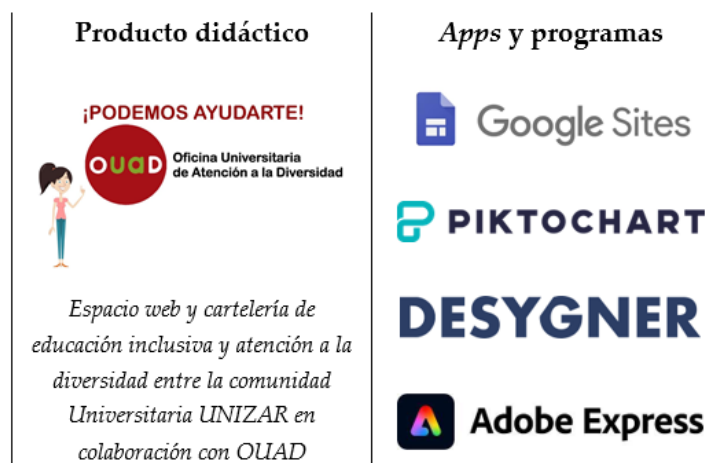 Producto didáctico
¡PODEMOS AYUDARTE!
OUAD
Oficina Universitaria
de Atención a la Diversidad
Espacio web y cartelería de
educación inclusiva y atención a la
diversidad entre la comunidad
Universitaria UNIZAR en
colaboración con OUAD
Apps y programas
Google Sites
PIKTOCHART
DESYGNER
Adobe Express